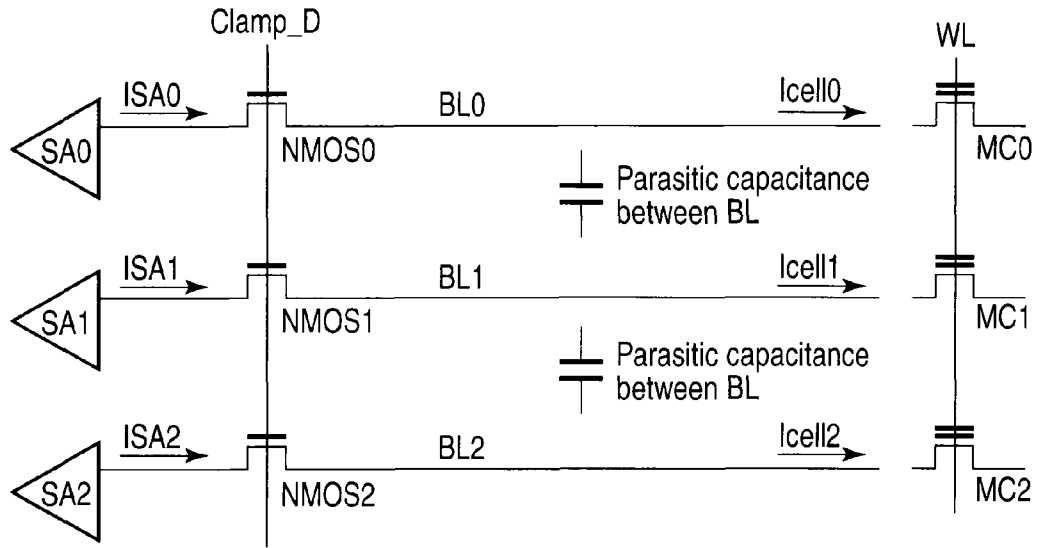 Clamp_D
WL
ISA0
BL0
Icell0
SA0
NMOS0
MC0
Parasitic capacitance
between BL
ISA1
BL1
Icell1
SA1
NMOS1
MC1
Parasitic capacitance
between BL
ISA2
BL2
Icell2
SA2
NMOS2
MC2